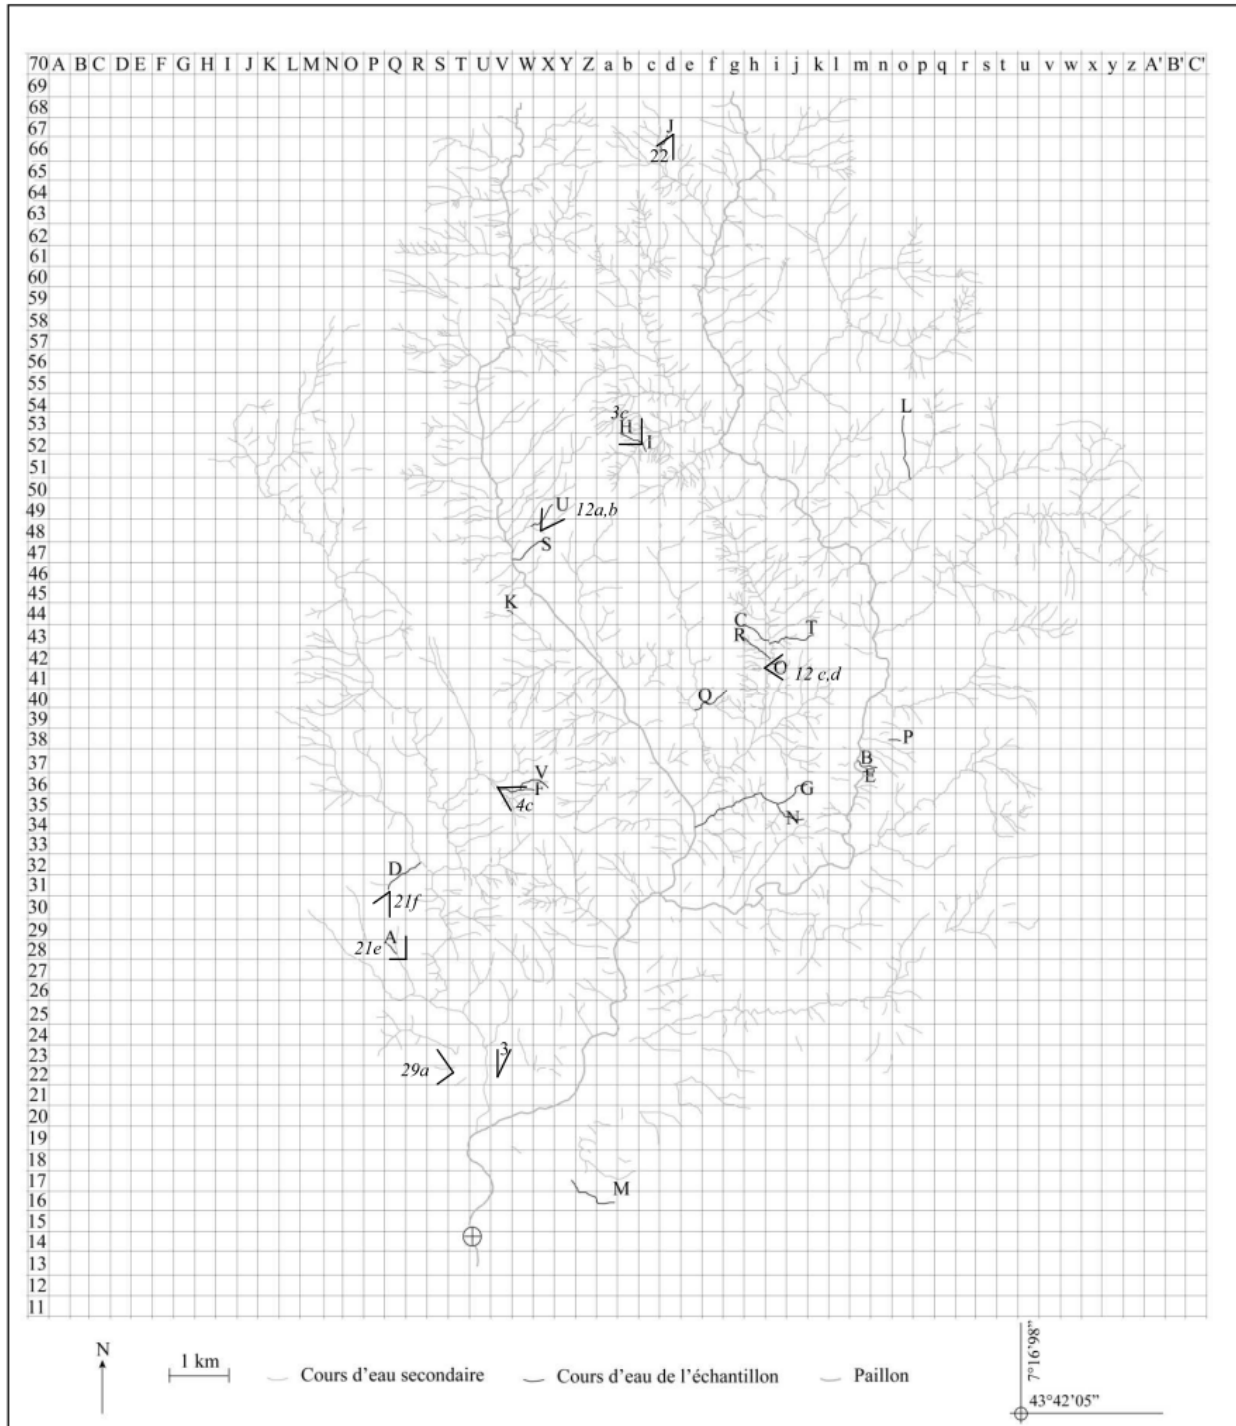 70 A B C D E F G H I J K L M N O P Q R S T U V W X Y Z a b c d e f g h i j k l m n o p q r s t u v w x y z A' B' C'
69
68
67 J
66
22
65
64
63
62
61
60
59
58
57
56
55
54 L
53 3c
H
52 I
51
50
49 U 12a,b
48
47 S
46
45
44 K
C
43 R T
42
41 O 12 c,d
40 Q
39
38 P
37 B
36 V E
F G
35 4c
34 N
33
32 D
31
30 21f
29 A
28 21e
27
26
25
24
23 3
22 29a
21
20
19
18
17 M
16
15
14
13
12
11
N
1 km
Cours d'eau secondaire
Cours d'eau de l'échantillon
Paillon
7°16'98"
43°42'05"